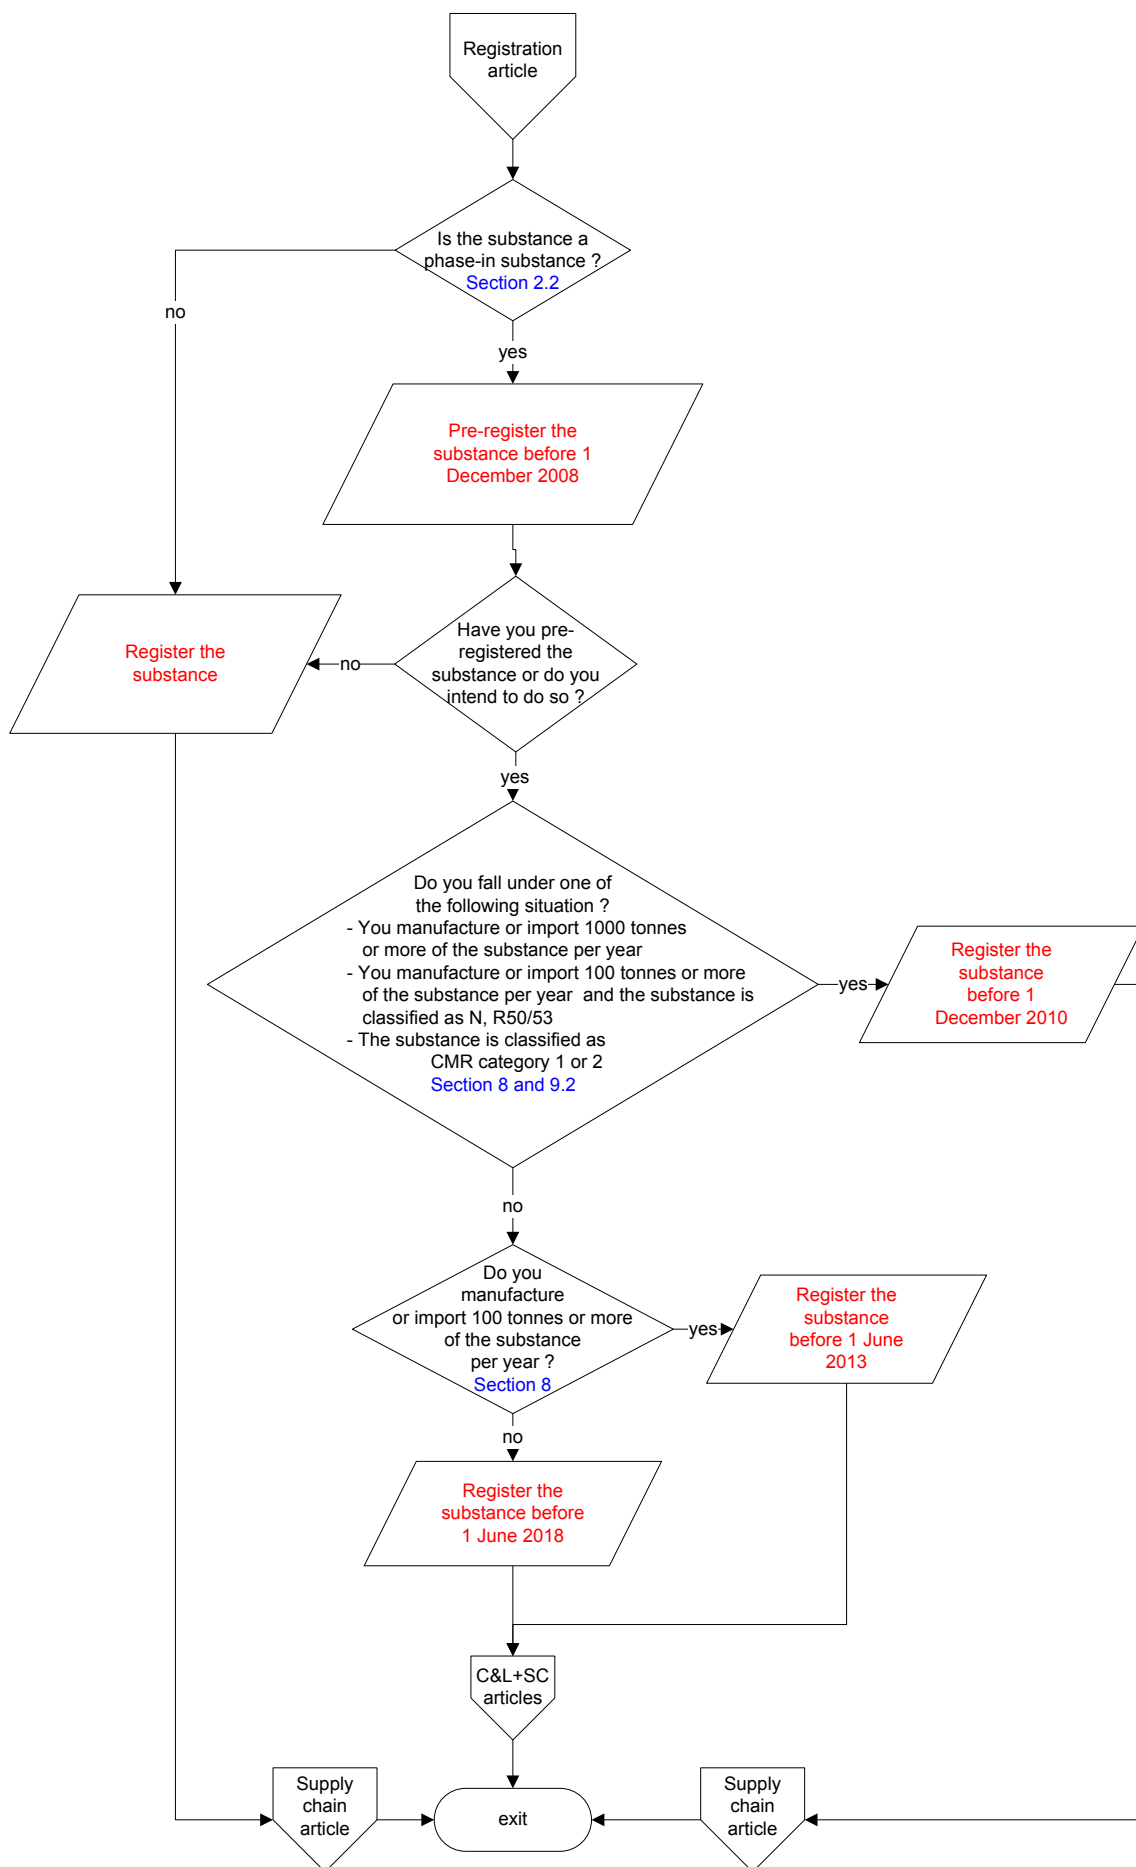 Registration
article
Is the substance a
phase-in substance ?
Section 2.2
no
yes
Pre-register the
substance before 1
December 2008
Register the
substance
no
Have you pre-
registered the
substance or do you
intend to do so ?
yes
Do you fall under one of
the following situation ?
- You manufacture or import 1000 tonnes
or more of the substance per year
- You manufacture or import 100 tonnes or more
of the substance per year and the substance is
classified as N, R50/53
- The substance is classified as
CMR category 1 or 2
Section 8 and 9.2
yes
Register the
substance
before 1
December 2010
no
Do you
manufacture
or import 100 tonnes or more
of the substance
per year ?
Section 8
yes
Register the
substance
before 1 June
2013
no
Register the
substance before
1 June 2018
C&L+SC
articles
Supply
chain
article
exit
Supply
chain
article